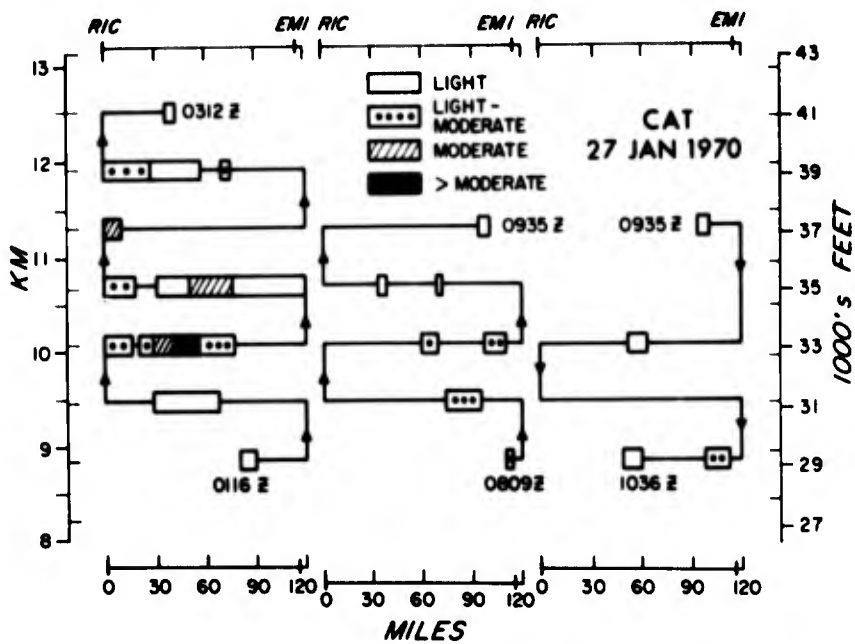 RIC EMI RIC EMI RIC EMI
13
12
11
10
9
8
KM
43
41
39
37
35
33
31
29
27
1000's FEET
LIGHT
LIGHT -
MODERATE
MODERATE
> MODERATE
CAT
27 JAN 1970
0312 Z
0935 Z
0935 Z
0116 Z
0809 Z
1036 Z
0 30 60 90 120 0 30 60 90 120 0 30 60 90 120
MILES